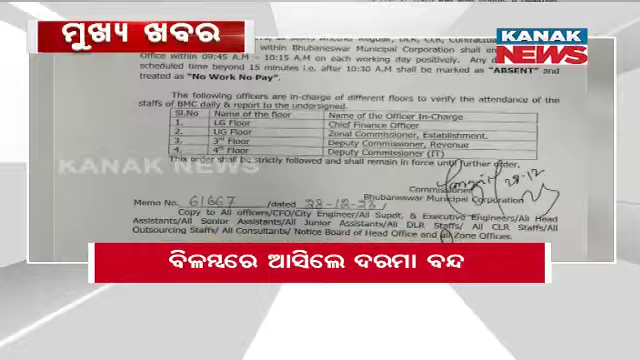 ମୁଖ୍ୟ ଖବର
KANAK
NEWS
within Bhubaneswar Municipal Corporation shall
Office within 09:45 A.M – 10:15 A.M on each working day positively. Any
scheduled time beyond 15 minutes i.e. after 10:30 A.M shall be marked as "ABSENT" and
treated as "No Work No Pay".
The following officers are in-charge of different floors to verify the attendance of the
staffs of BMC daily & report to the undersigned.
Sl.No Name of the floor Name of the Officer In-Charge
1. LG Floor Chief Finance Officer
2. UG Floor Zonal Commissioner, Establishment.
3. 3rd Floor Deputy Commissioner, Revenue
4. 4th Floor Deputy Commissioner (IT)
This order shall be strictly followed and shall remain in force until further order.
KANAK NEWS
28-12
Commissioner
Bhubaneswar Municipal Corporation
Memo No. 61667 /dated 28-12-23/
Copy to All officers/CFO/City Engineer/All Supdt. & Executive Engineers/All Head
Assistants/All Senior Assistants/All Junior Assistants/All DLR Staffs/ All CLR Staffs/All
Outsourcing Staffs/ All Consultants/ Notice Board of Head Office and all Zone Offices.
ବିଳମ୍ବରେ ଆସିଲେ ଦରମା ବନ୍ଦ